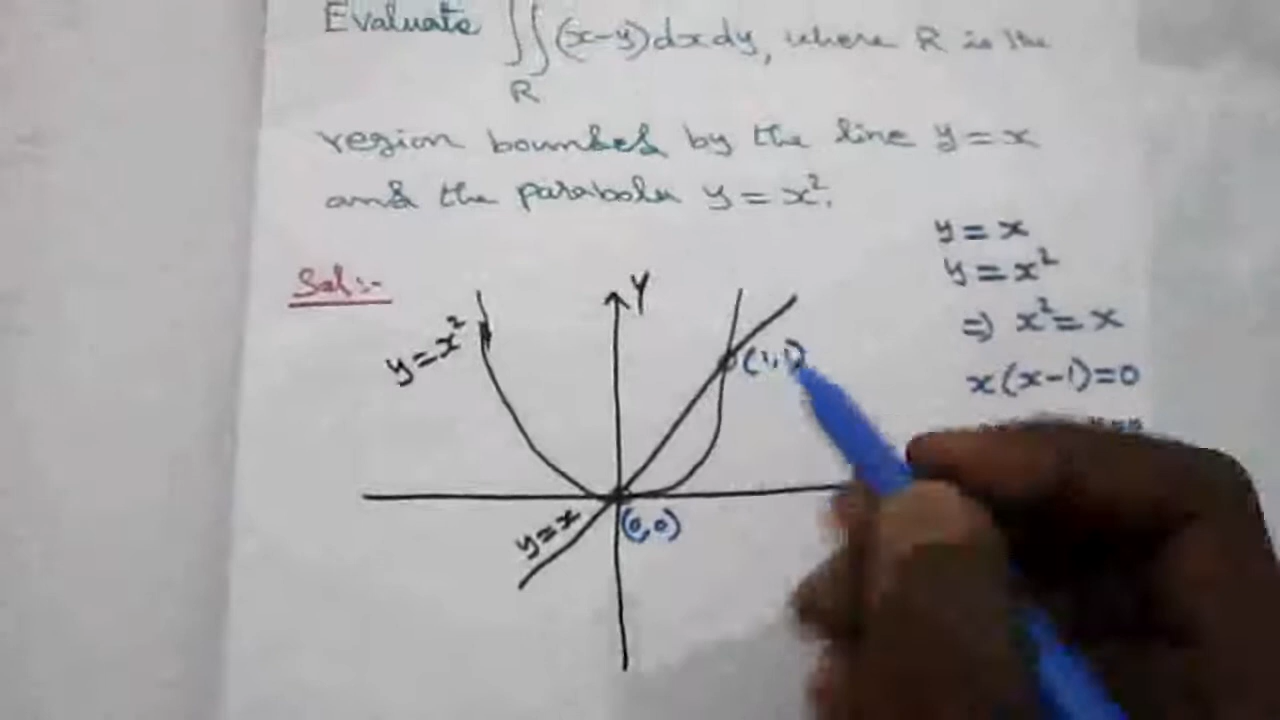 Evaluate ∬(x-y)dxdy, where R is the
R
region bounded by the line y = x
and the parabola y = x².
Sol:-
y = x
y = x²
⇒ x² = x
x(x-1)=0
Y
y = x²
(1,1)
y = x
(0,0)